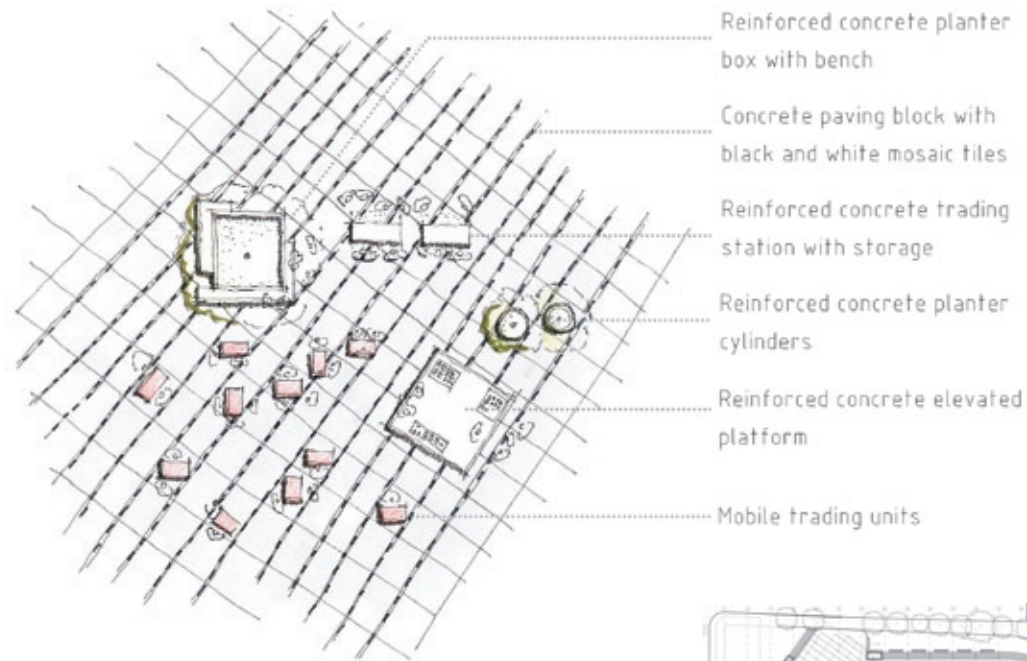 Reinforced concrete planter
box with bench
Concrete paving block with
black and white mosaic tiles
Reinforced concrete trading
station with storage
Reinforced concrete planter
cylinders
Reinforced concrete elevated
platform
Mobile trading units